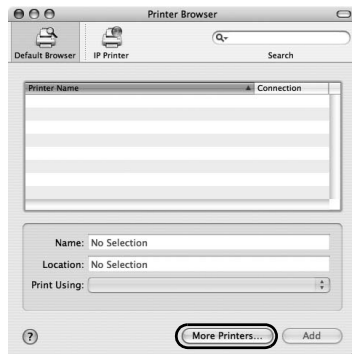 Printer Browser
Default Browser
IP Printer
Search
Printer Name
Connection
Name: No Selection
Location: No Selection
Print Using:
? More Printers... Add